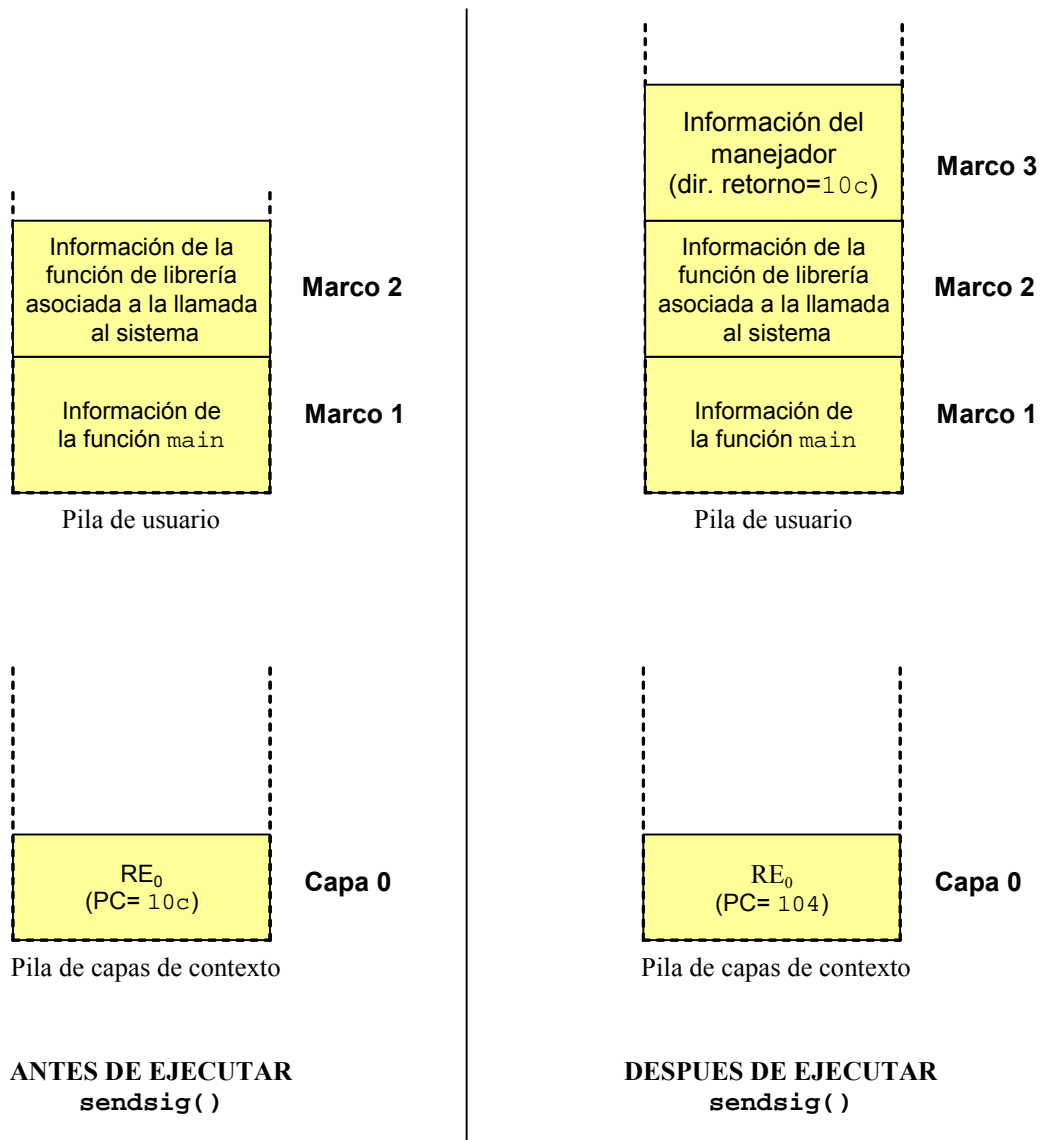 Información de la
función de librería
asociada a la llamada
al sistema
Marco 2
Información de
la función main
Marco 1
Pila de usuario
RE0
(PC= 10c)
Capa 0
Pila de capas de contexto
ANTES DE EJECUTAR
sendsig()
Información del
manejador
(dir. retorno=10c)
Marco 3
Información de la
función de librería
asociada a la llamada
al sistema
Marco 2
Información de
la función main
Marco 1
Pila de usuario
RE0
(PC= 104)
Capa 0
Pila de capas de contexto
DESPUES DE EJECUTAR
sendsig()